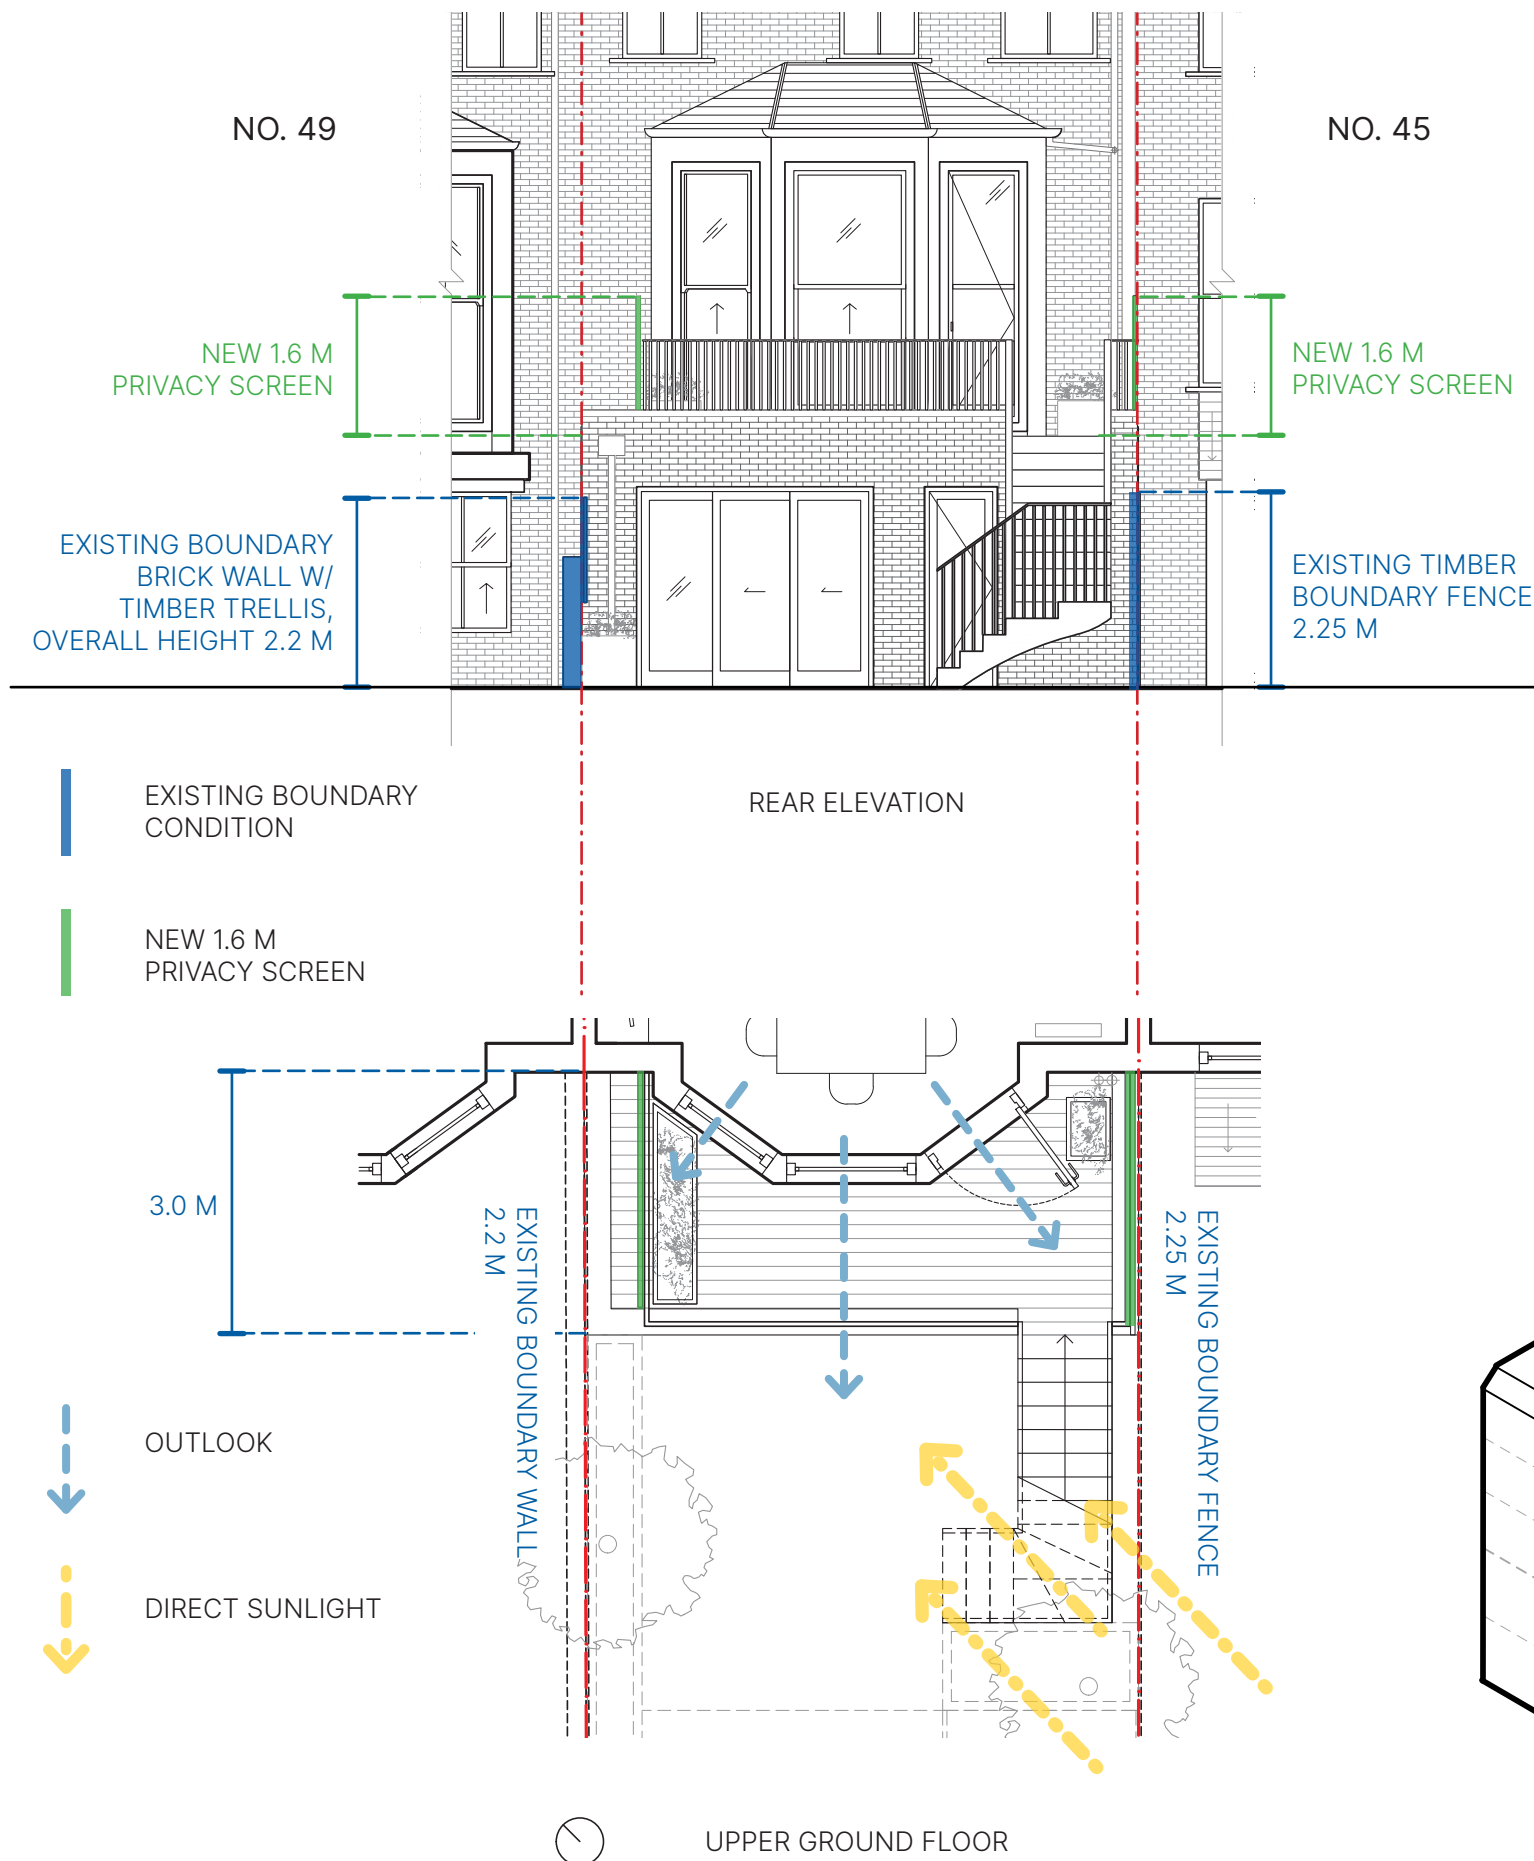 NO. 49
NO. 45
NEW 1.6 M
PRIVACY SCREEN
NEW 1.6 M
PRIVACY SCREEN
EXISTING BOUNDARY
BRICK WALL W/
TIMBER TRELLIS,
OVERALL HEIGHT 2.2 M
EXISTING TIMBER
BOUNDARY FENCE
2.25 M
EXISTING BOUNDARY
CONDITION
REAR ELEVATION
NEW 1.6 M
PRIVACY SCREEN
3.0 M
EXISTING BOUNDARY WALL
2.2 M
EXISTING BOUNDARY FENCE
2.25 M
OUTLOOK
DIRECT SUNLIGHT
UPPER GROUND FLOOR